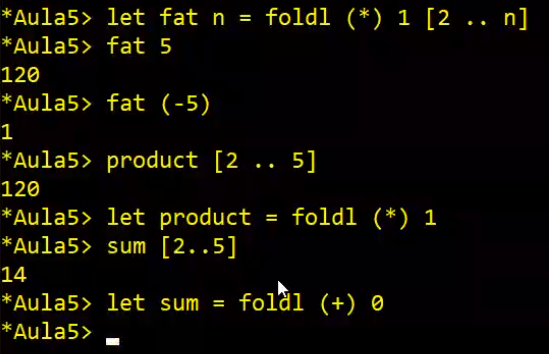 *Aula5> let fat n = foldl (*) 1 [2 .. n]
*Aula5> fat 5
120
*Aula5> fat (-5)
1
*Aula5> product [2 .. 5]
120
*Aula5> let product = foldl (*) 1
*Aula5> sum [2..5]
14
*Aula5> let sum = foldl (+) 0
*Aula5>